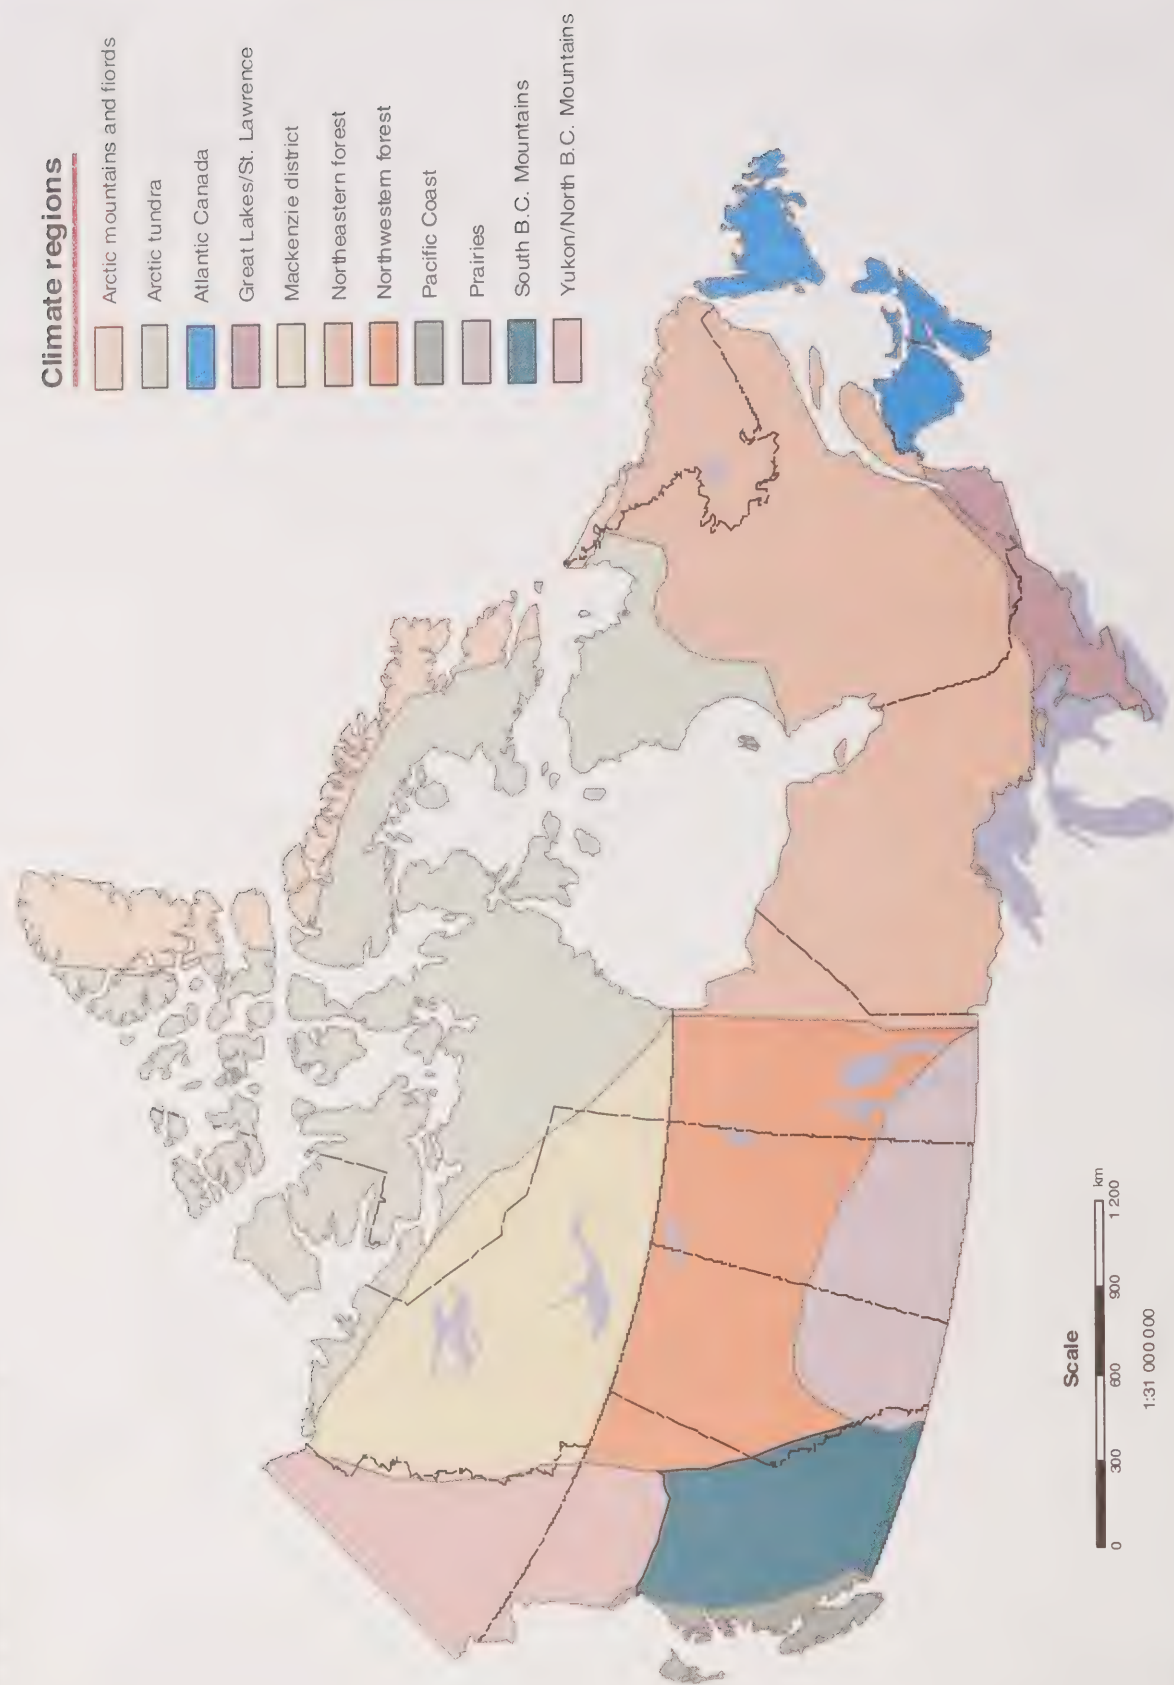 Climate regions
Arctic mountains and fiords
Arctic tundra
Atlantic Canada
Great Lakes/St. Lawrence
Mackenzie district
Northeastern forest
Northwestern forest
Pacific Coast
Prairies
South B.C. Mountains
Yukon/North B.C. Mountains
Scale
0 300 600 900 1 200 km
1:31 000 000